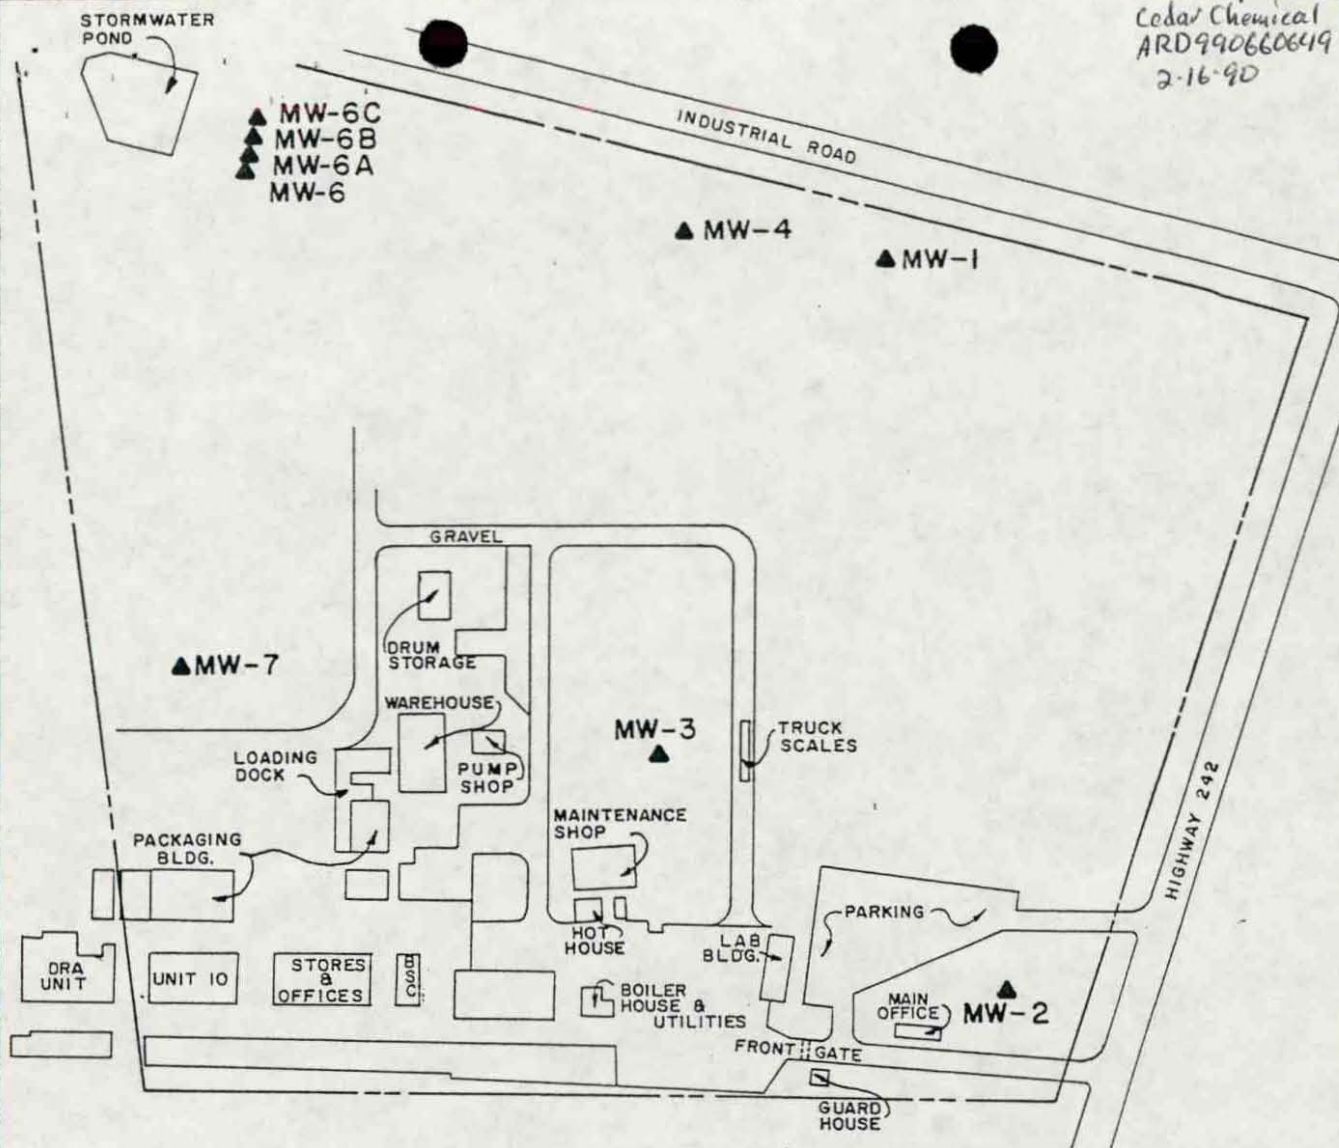 STORMWATER
POND
Cedar Chemical
ARD990660649
2-16-90
MW-6C
MW-6B
MW-6A
MW-6
INDUSTRIAL ROAD
MW-4
MW-1
GRAVEL
DRUM
STORAGE
MW-7
WAREHOUSE
MW-3
TRUCK
SCALES
LOADING
DOCK
PUMP
SHOP
HIGHWAY 242
MAINTENANCE
SHOP
PACKAGING
BLDG.
PARKING
HOT
HOUSE
LAB
BLDG.
DRA
UNIT
UNIT 10
STORES
&
OFFICES
BSC
BOILER
HOUSE &
UTILITIES
MAIN
OFFICE
MW-2
FRONT GATE
GUARD
HOUSE